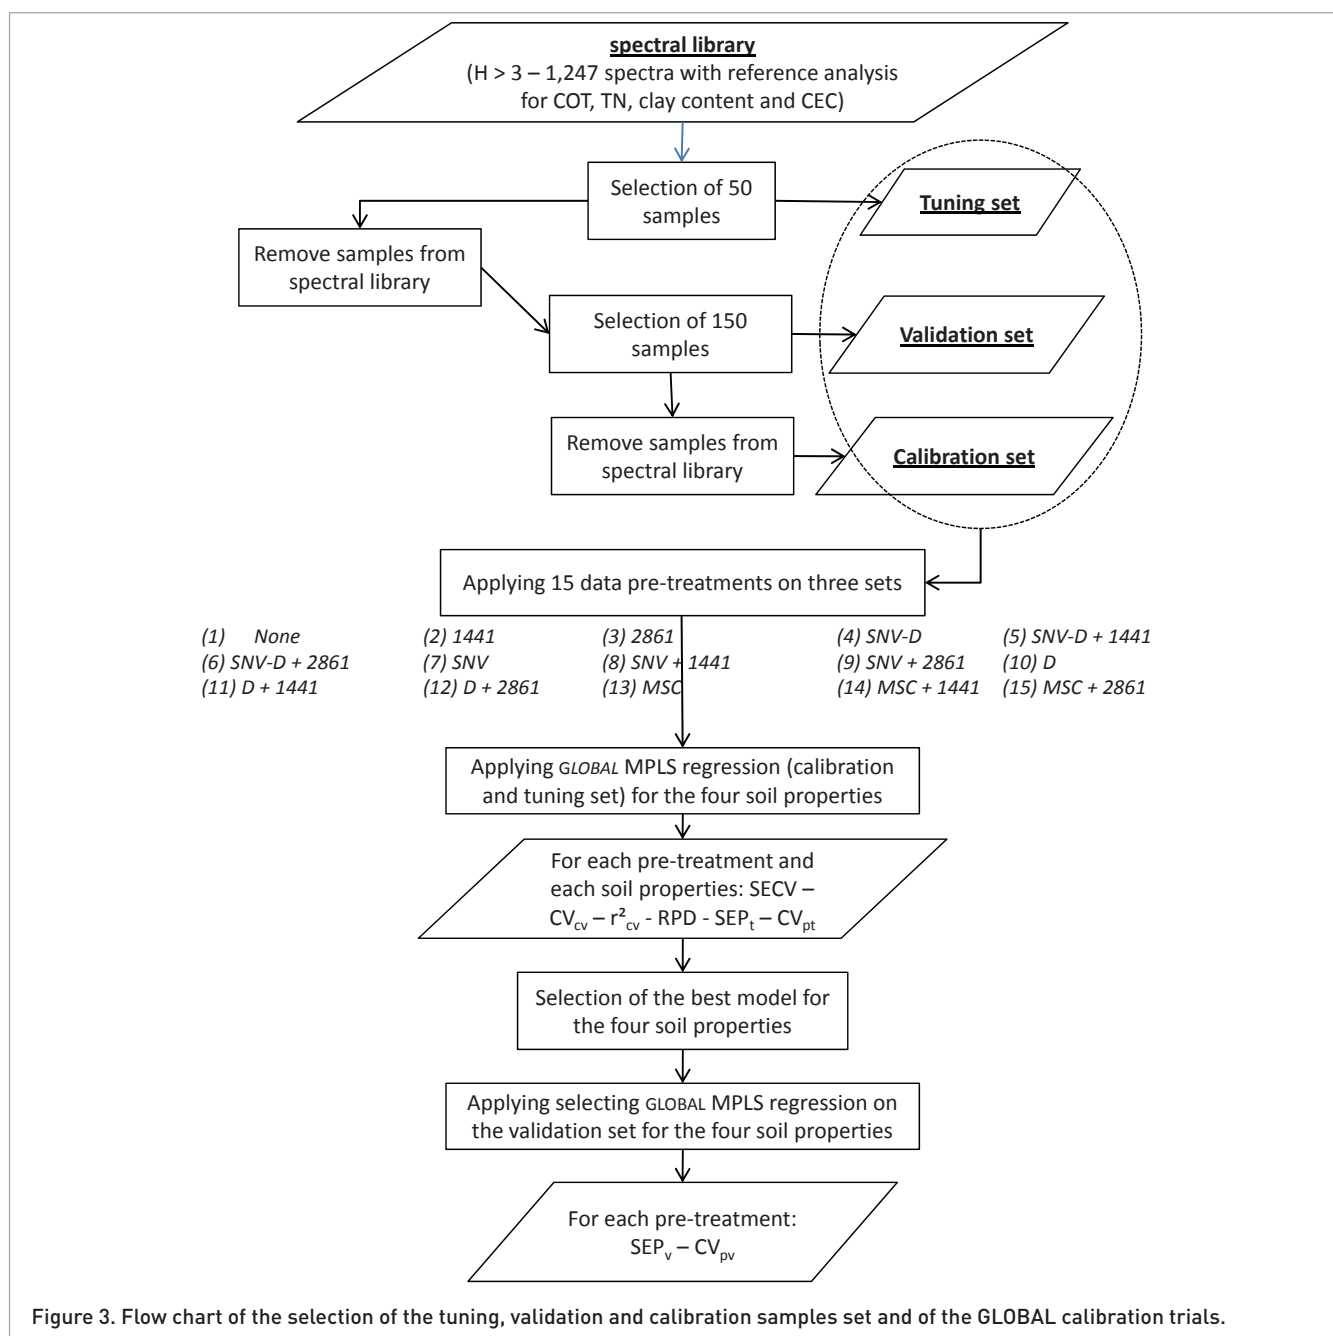 spectral library
(H > 3 – 1,247 spectra with reference analysis
for COT, TN, clay content and CEC)
Selection of 50
samples
Tuning set
Remove samples from
spectral library
Selection of 150
samples
Validation set
Remove samples from
spectral library
Calibration set
Applying 15 data pre-treatments on three sets
(1) None (2) 1441 (3) 2861 (4) SNV-D (5) SNV-D + 1441
(6) SNV-D + 2861 (7) SNV (8) SNV + 1441 (9) SNV + 2861 (10) D
(11) D + 1441 (12) D + 2861 (13) MSC (14) MSC + 1441 (15) MSC + 2861
Applying GLOBAL MPLS regression (calibration
and tuning set) for the four soil properties
For each pre-treatment and
each soil properties: SECV –
CVcv – r²cv - RPD - SEPt – CVpt
Selection of the best model for
the four soil properties
Applying selecting GLOBAL MPLS regression on
the validation set for the four soil properties
For each pre-treatment:
SEPv – CVpv
Figure 3. Flow chart of the selection of the tuning, validation and calibration samples set and of the GLOBAL calibration trials.